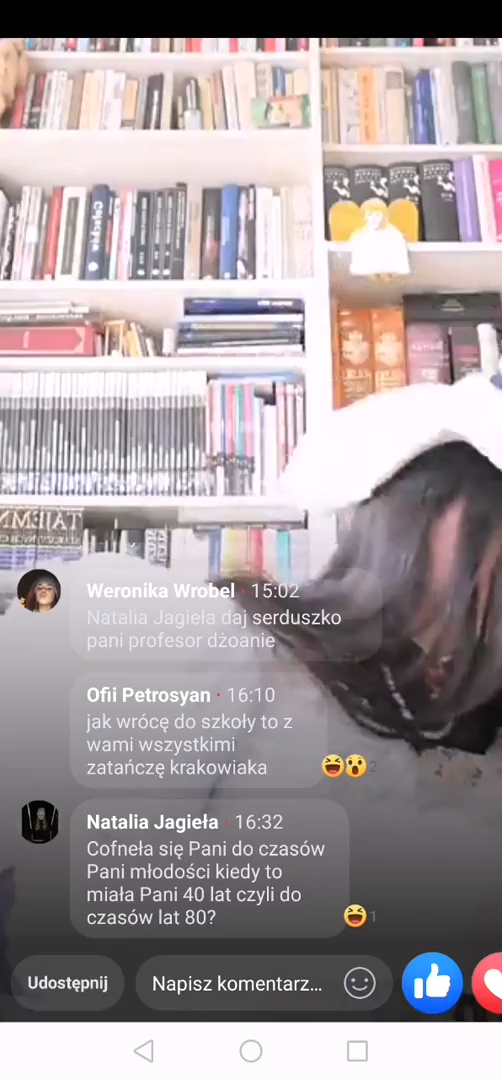 TAJEMN
Weronika Wrobel · 15:02
Natalia Jagieła daj serduszko
pani profesor dżoanie
Ofii Petrosyan · 16:10
jak wrócę do szkoły to z
wami wszystkimi
zatańczę krakowiaka
2
Natalia Jagieła · 16:32
Cofneła się Pani do czasów
Pani młodości kiedy to
miała Pani 40 lat czyli do
czasów lat 80?
1
Udostępnij
Napisz komentarz...